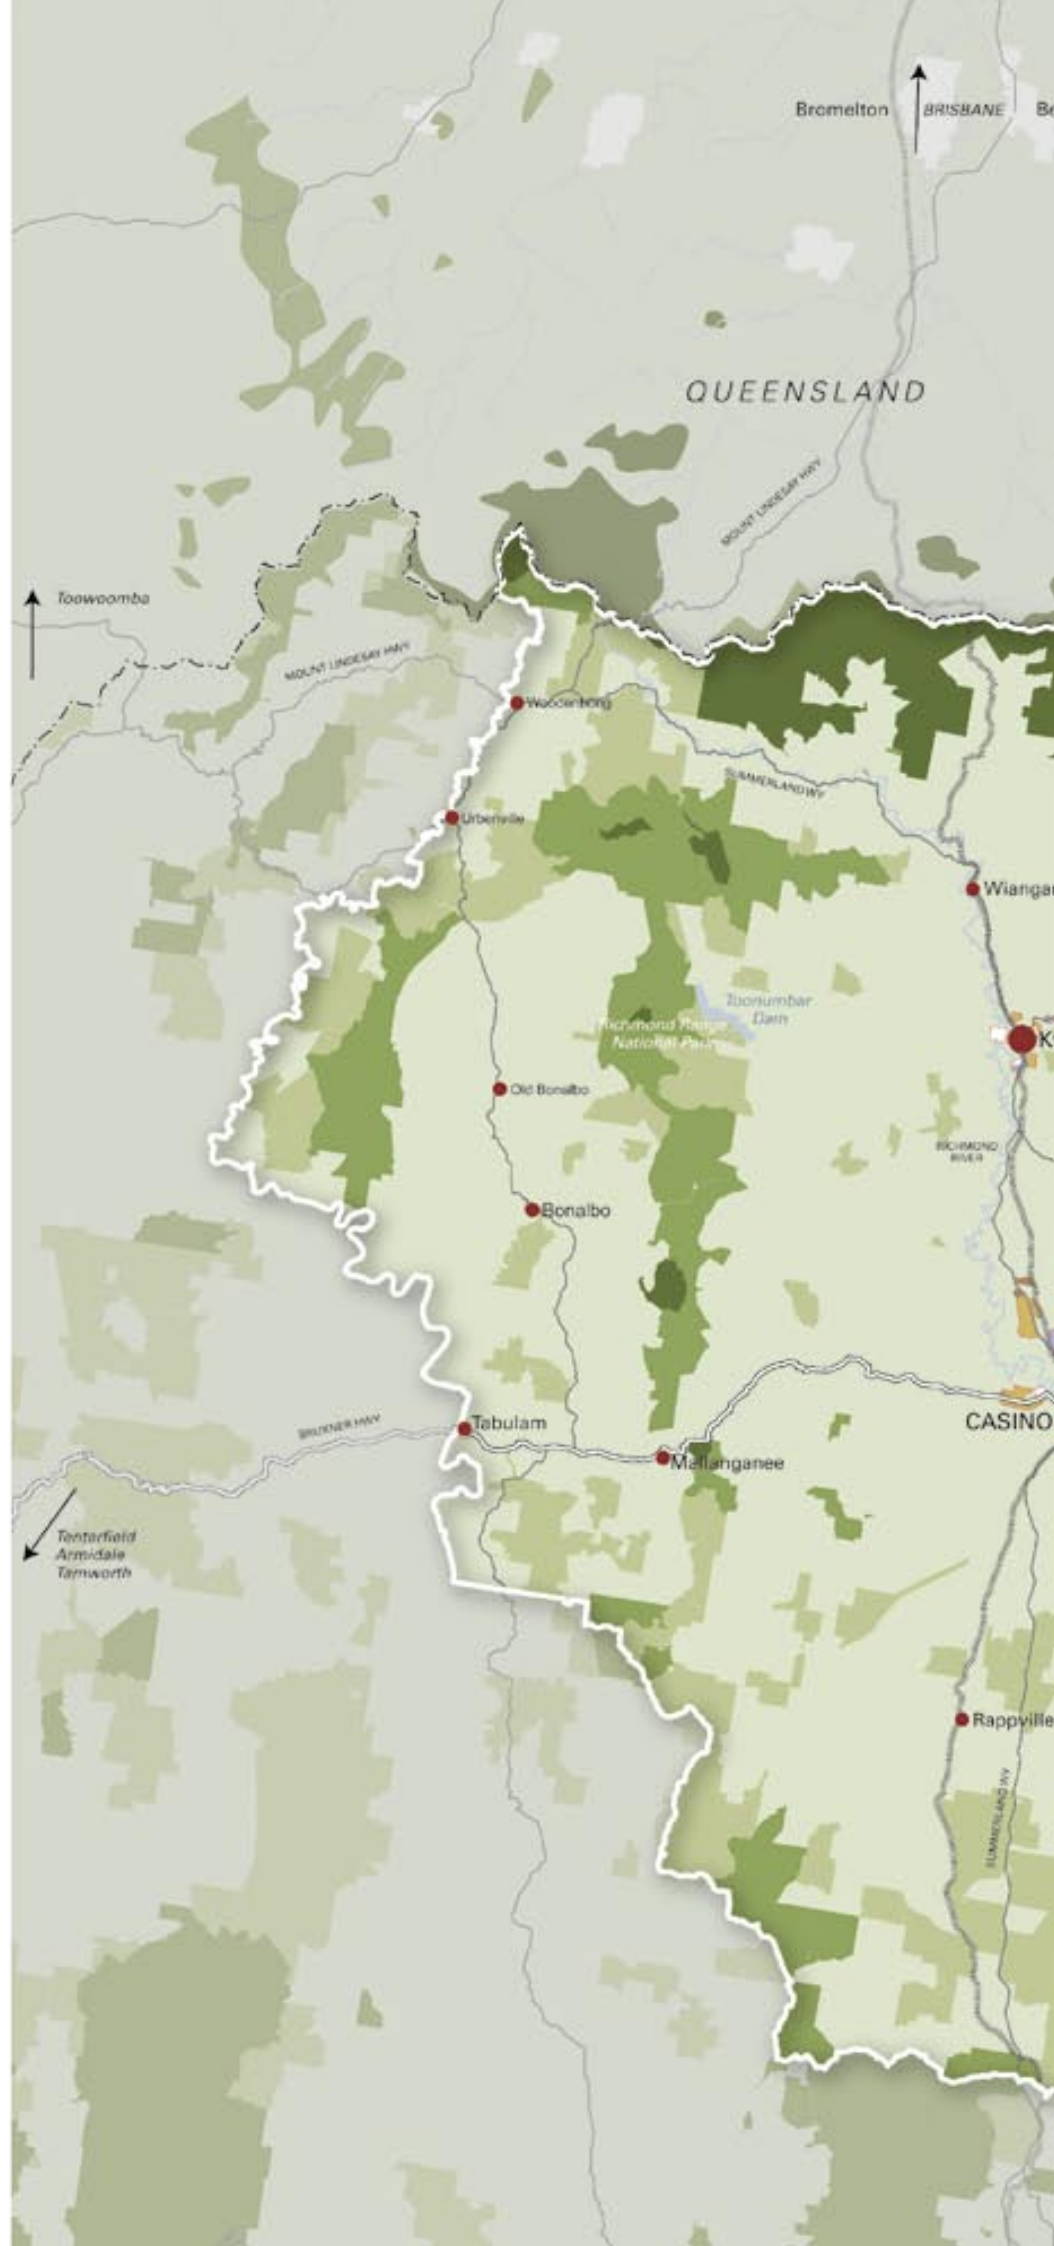 Bromelton
BRISBANE
Be
QUEENSLAND
MOUNT LINDESAY HWY
Toowoomba
MOUNT LINDESAY HWY
Woodenbong
SUMMERLAND WY
Urbenville
Wiangar
Toonumbar
Dam
Richmond Range
National Park
K
Old Bonalbo
RICHMOND
RIVER
Bonalbo
CASINO
Tabulam
BRUXNER HWY
Mallanganee
Tenterfield
Armidale
Tamworth
Rappville
SUMMERLAND WY